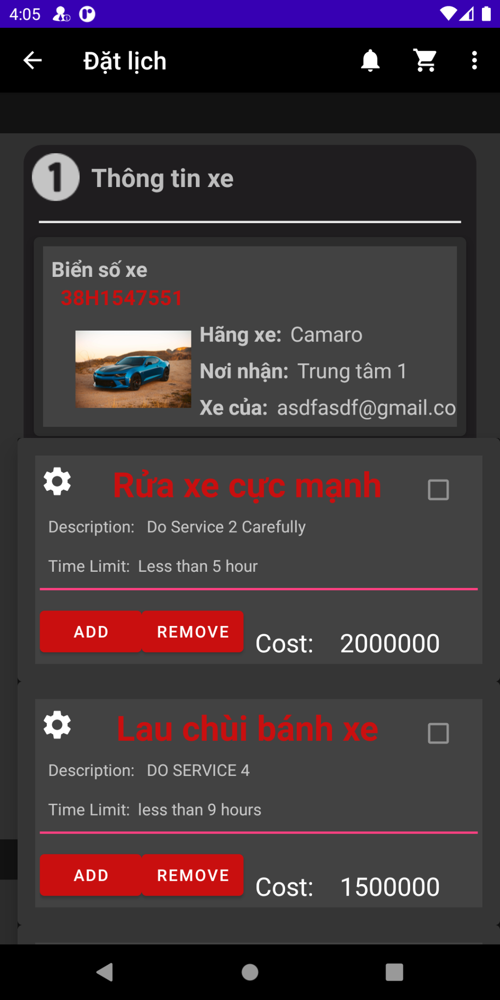 4:05
Đặt lịch
1 Thông tin xe
Biển số xe
38H1547551
Hãng xe: Camaro
Nơi nhận: Trung tâm 1
Xe của: asdfasdf@gmail.co
Rửa xe cực mạnh
Description: Do Service 2 Carefully
Time Limit: Less than 5 hour
ADD REMOVE Cost: 2000000
Lau chùi bánh xe
Description: DO SERVICE 4
Time Limit: less than 9 hours
ADD REMOVE Cost: 1500000